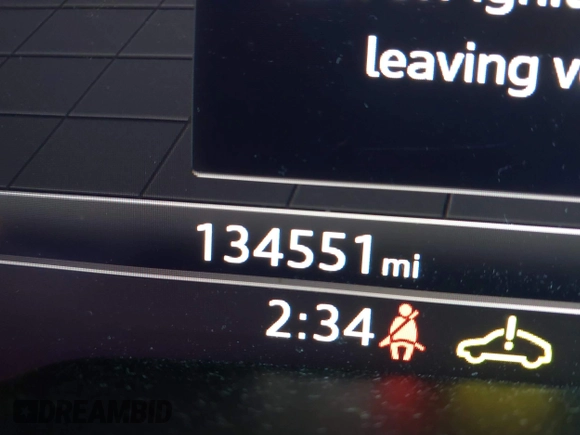 leaving
134551 mi
2:34
DREAMBID